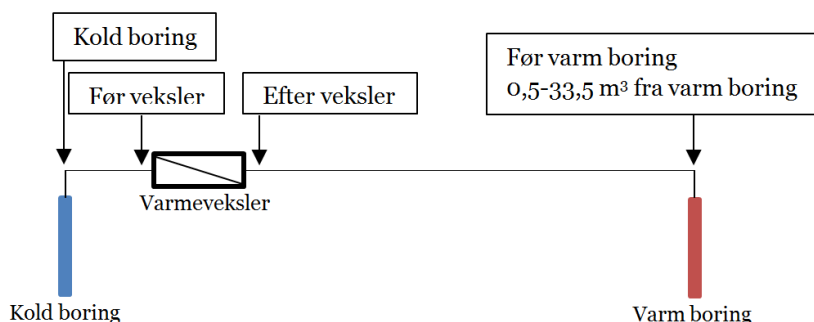 Kold boring
Før veksler
Efter veksler
Før varm boring
0,5-33,5 m³ fra varm boring
Varmeveksler
Kold boring
Varm boring